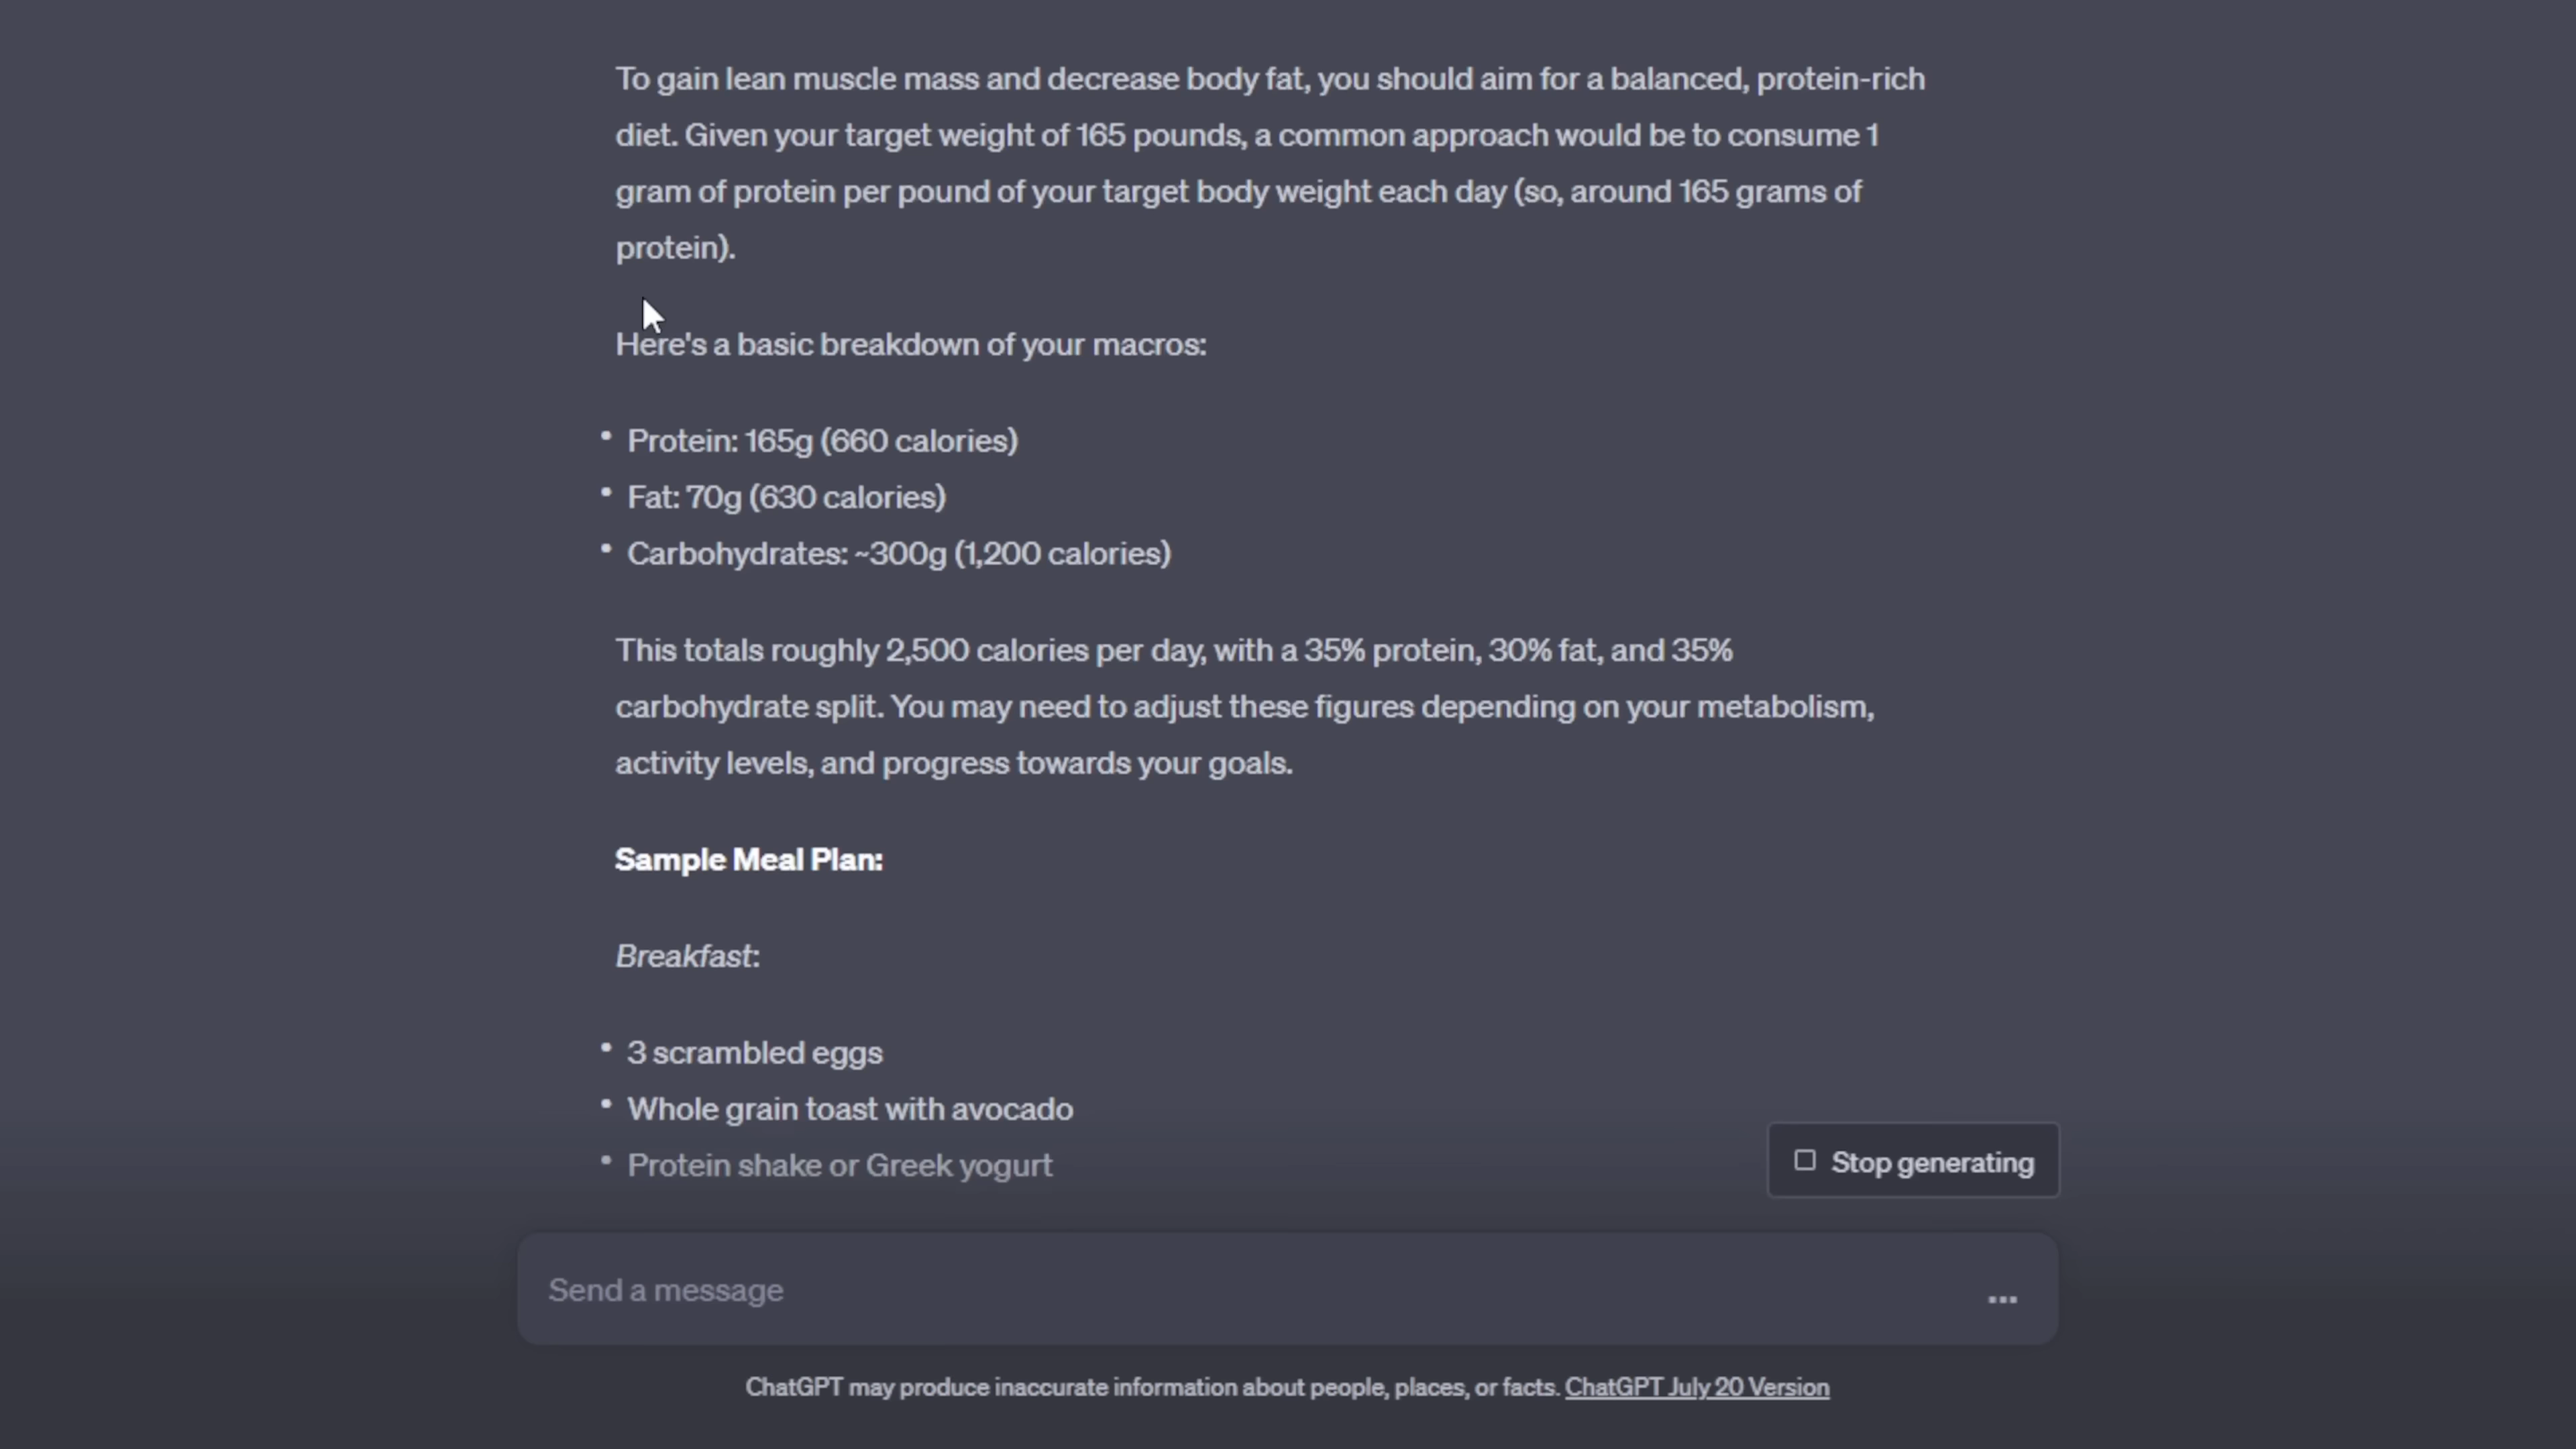 To gain lean muscle mass and decrease body fat, you should aim for a balanced, protein-rich
diet. Given your target weight of 165 pounds, a common approach would be to consume 1
gram of protein per pound of your target body weight each day (so, around 165 grams of
protein).
Here's a basic breakdown of your macros:
• Protein: 165g (660 calories)
• Fat: 70g (630 calories)
• Carbohydrates: ~300g (1,200 calories)
This totals roughly 2,500 calories per day, with a 35% protein, 30% fat, and 35%
carbohydrate split. You may need to adjust these figures depending on your metabolism,
activity levels, and progress towards your goals.
Sample Meal Plan:
Breakfast:
• 3 scrambled eggs
• Whole grain toast with avocado
• Protein shake or Greek yogurt
Stop generating
Send a message
ChatGPT may produce inaccurate information about people, places, or facts. ChatGPT July 20 Version